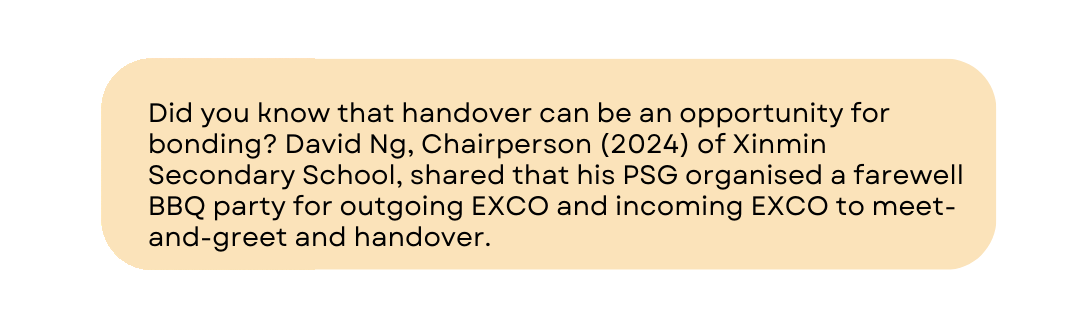 Did you know that handover can be an opportunity for
bonding? David Ng, Chairperson (2024) of Xinmin
Secondary School, shared that his PSG organised a farewell
BBQ party for outgoing EXCO and incoming EXCO to meet-
and-greet and handover.